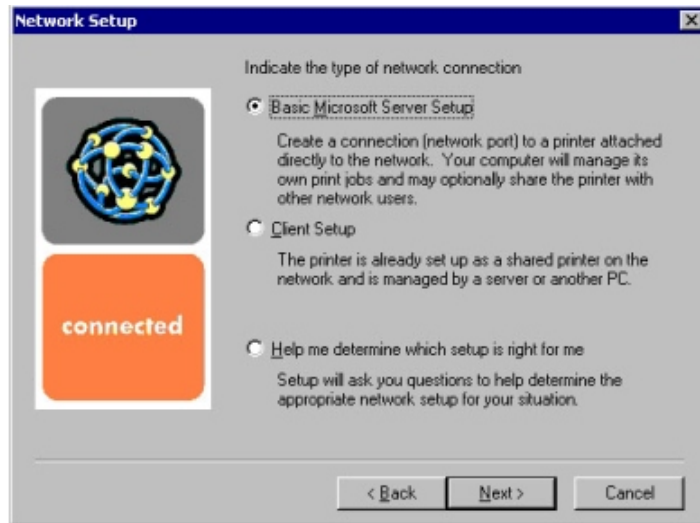 Network Setup
Indicate the type of network connection
Basic Microsoft Server Setup
Create a connection (network port) to a printer attached
directly to the network. Your computer will manage its
own print jobs and may optionally share the printer with
other network users.
Client Setup
The printer is already set up as a shared printer on the
network and is managed by a server or another PC.
connected
Help me determine which setup is right for me
Setup will ask you questions to help determine the
appropriate network setup for your situation.
< Back
Next >
Cancel